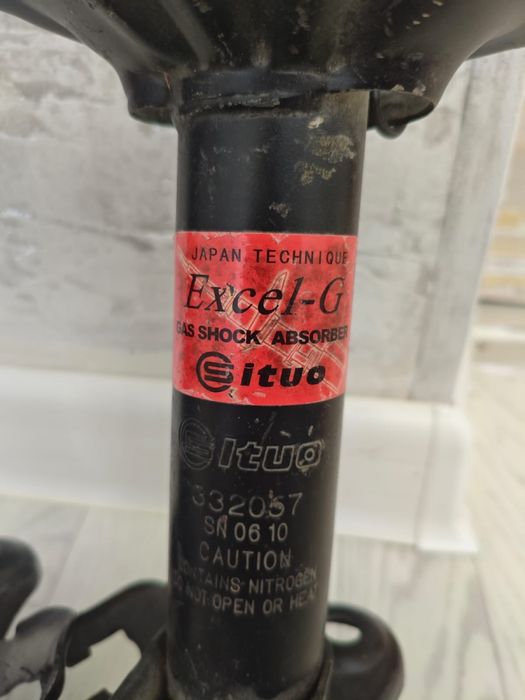 JAPAN TECHNIQUE
Excel-G
GAS SHOCK ABSORBER
Situo
Situo
332057
SN 06 10
CAUTION
CONTAINS NITROGEN
DO NOT OPEN OR HEAT